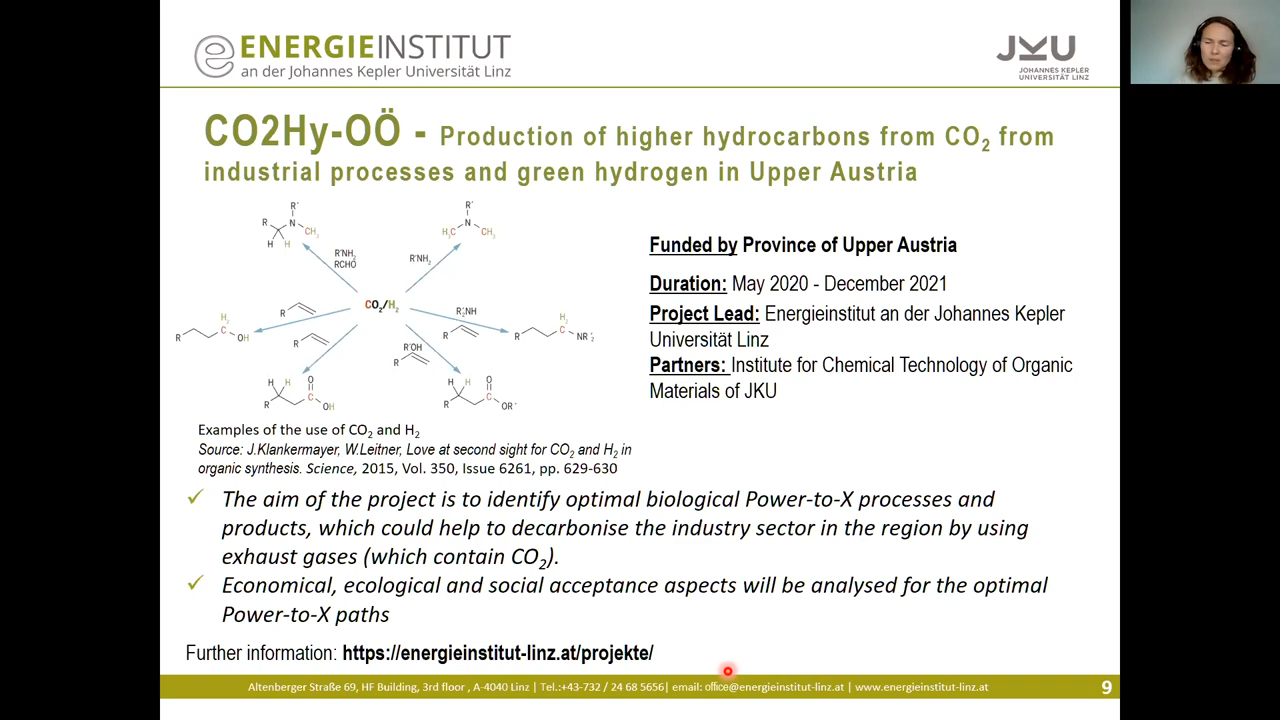 ENERGIEINSTITUT
an der Johannes Kepler Universität Linz
JKU
JOHANNES KEPLER
UNIVERSITÄT LINZ
CO2Hy-OÖ - Production of higher hydrocarbons from CO₂ from
industrial processes and green hydrogen in Upper Austria
Funded by Province of Upper Austria
Duration: May 2020 - December 2021
Project Lead: Energieinstitut an der Johannes Kepler
Universität Linz
Partners: Institute for Chemical Technology of Organic
Materials of JKU
CO₂/H₂
R'NH₂
RCHO
R'NH₂
R'₂NH
R'OH
Examples of the use of CO₂ and H₂
Source: J.Klankermayer, W.Leitner, Love at second sight for CO₂ and H₂ in
organic synthesis. Science, 2015, Vol. 350, Issue 6261, pp. 629-630
✓ The aim of the project is to identify optimal biological Power-to-X processes and
products, which could help to decarbonise the industry sector in the region by using
exhaust gases (which contain CO₂).
✓ Economical, ecological and social acceptance aspects will be analysed for the optimal
Power-to-X paths
Further information: https://energieinstitut-linz.at/projekte/
Altenberger Straße 69, HF Building, 3rd floor , A-4040 Linz | Tel.:+43-732 / 24 68 5656| email: office@energieinstitut-linz.at | www.energieinstitut-linz.at
9